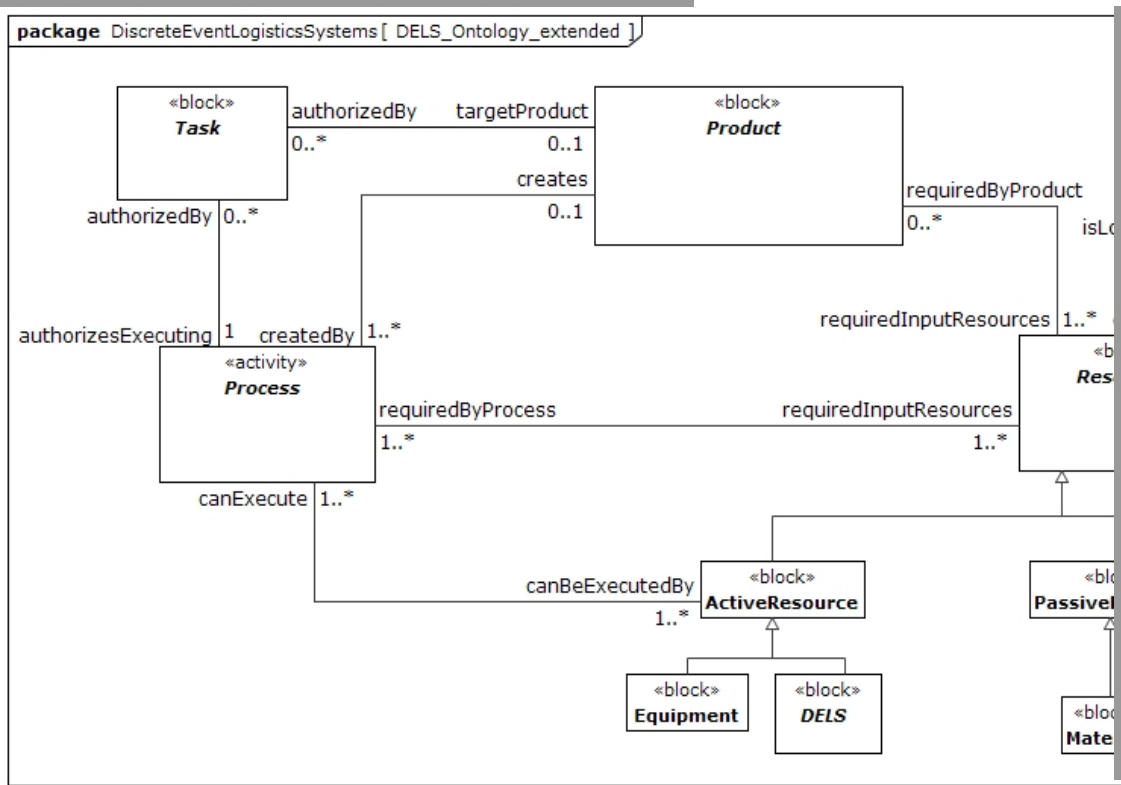 package DiscreteEventLogisticsSystems [ DELS_Ontology_extended ]
«block»
Task
authorizedBy
targetProduct
0..*
0..1
«block»
Product
creates
0..1
requiredByProduct
0..*
authorizedBy 0..*
authorizesExecuting 1
createdBy 1..*
requiredInputResources 1..*
«activity»
Process
requiredByProcess
1..*
requiredInputResources
1..*
canExecute 1..*
canBeExecutedBy
1..*
«block»
ActiveResource
«block»
Equipment
«block»
DELS